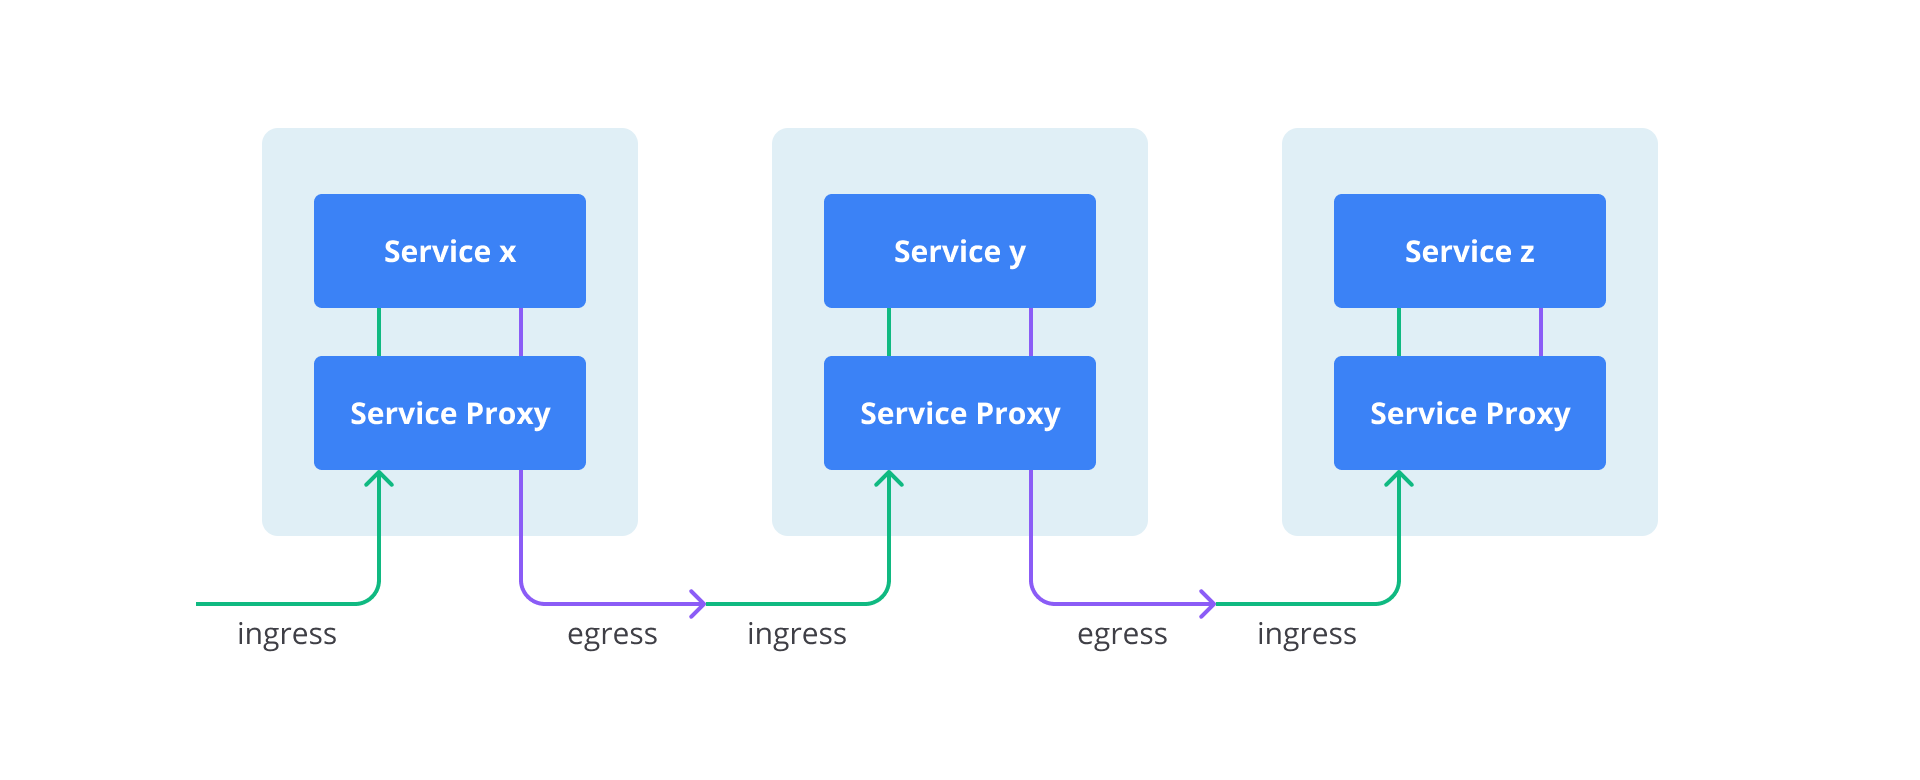 Service x
Service y
Service z
Service Proxy
Service Proxy
Service Proxy
ingress
egress
ingress
egress
ingress